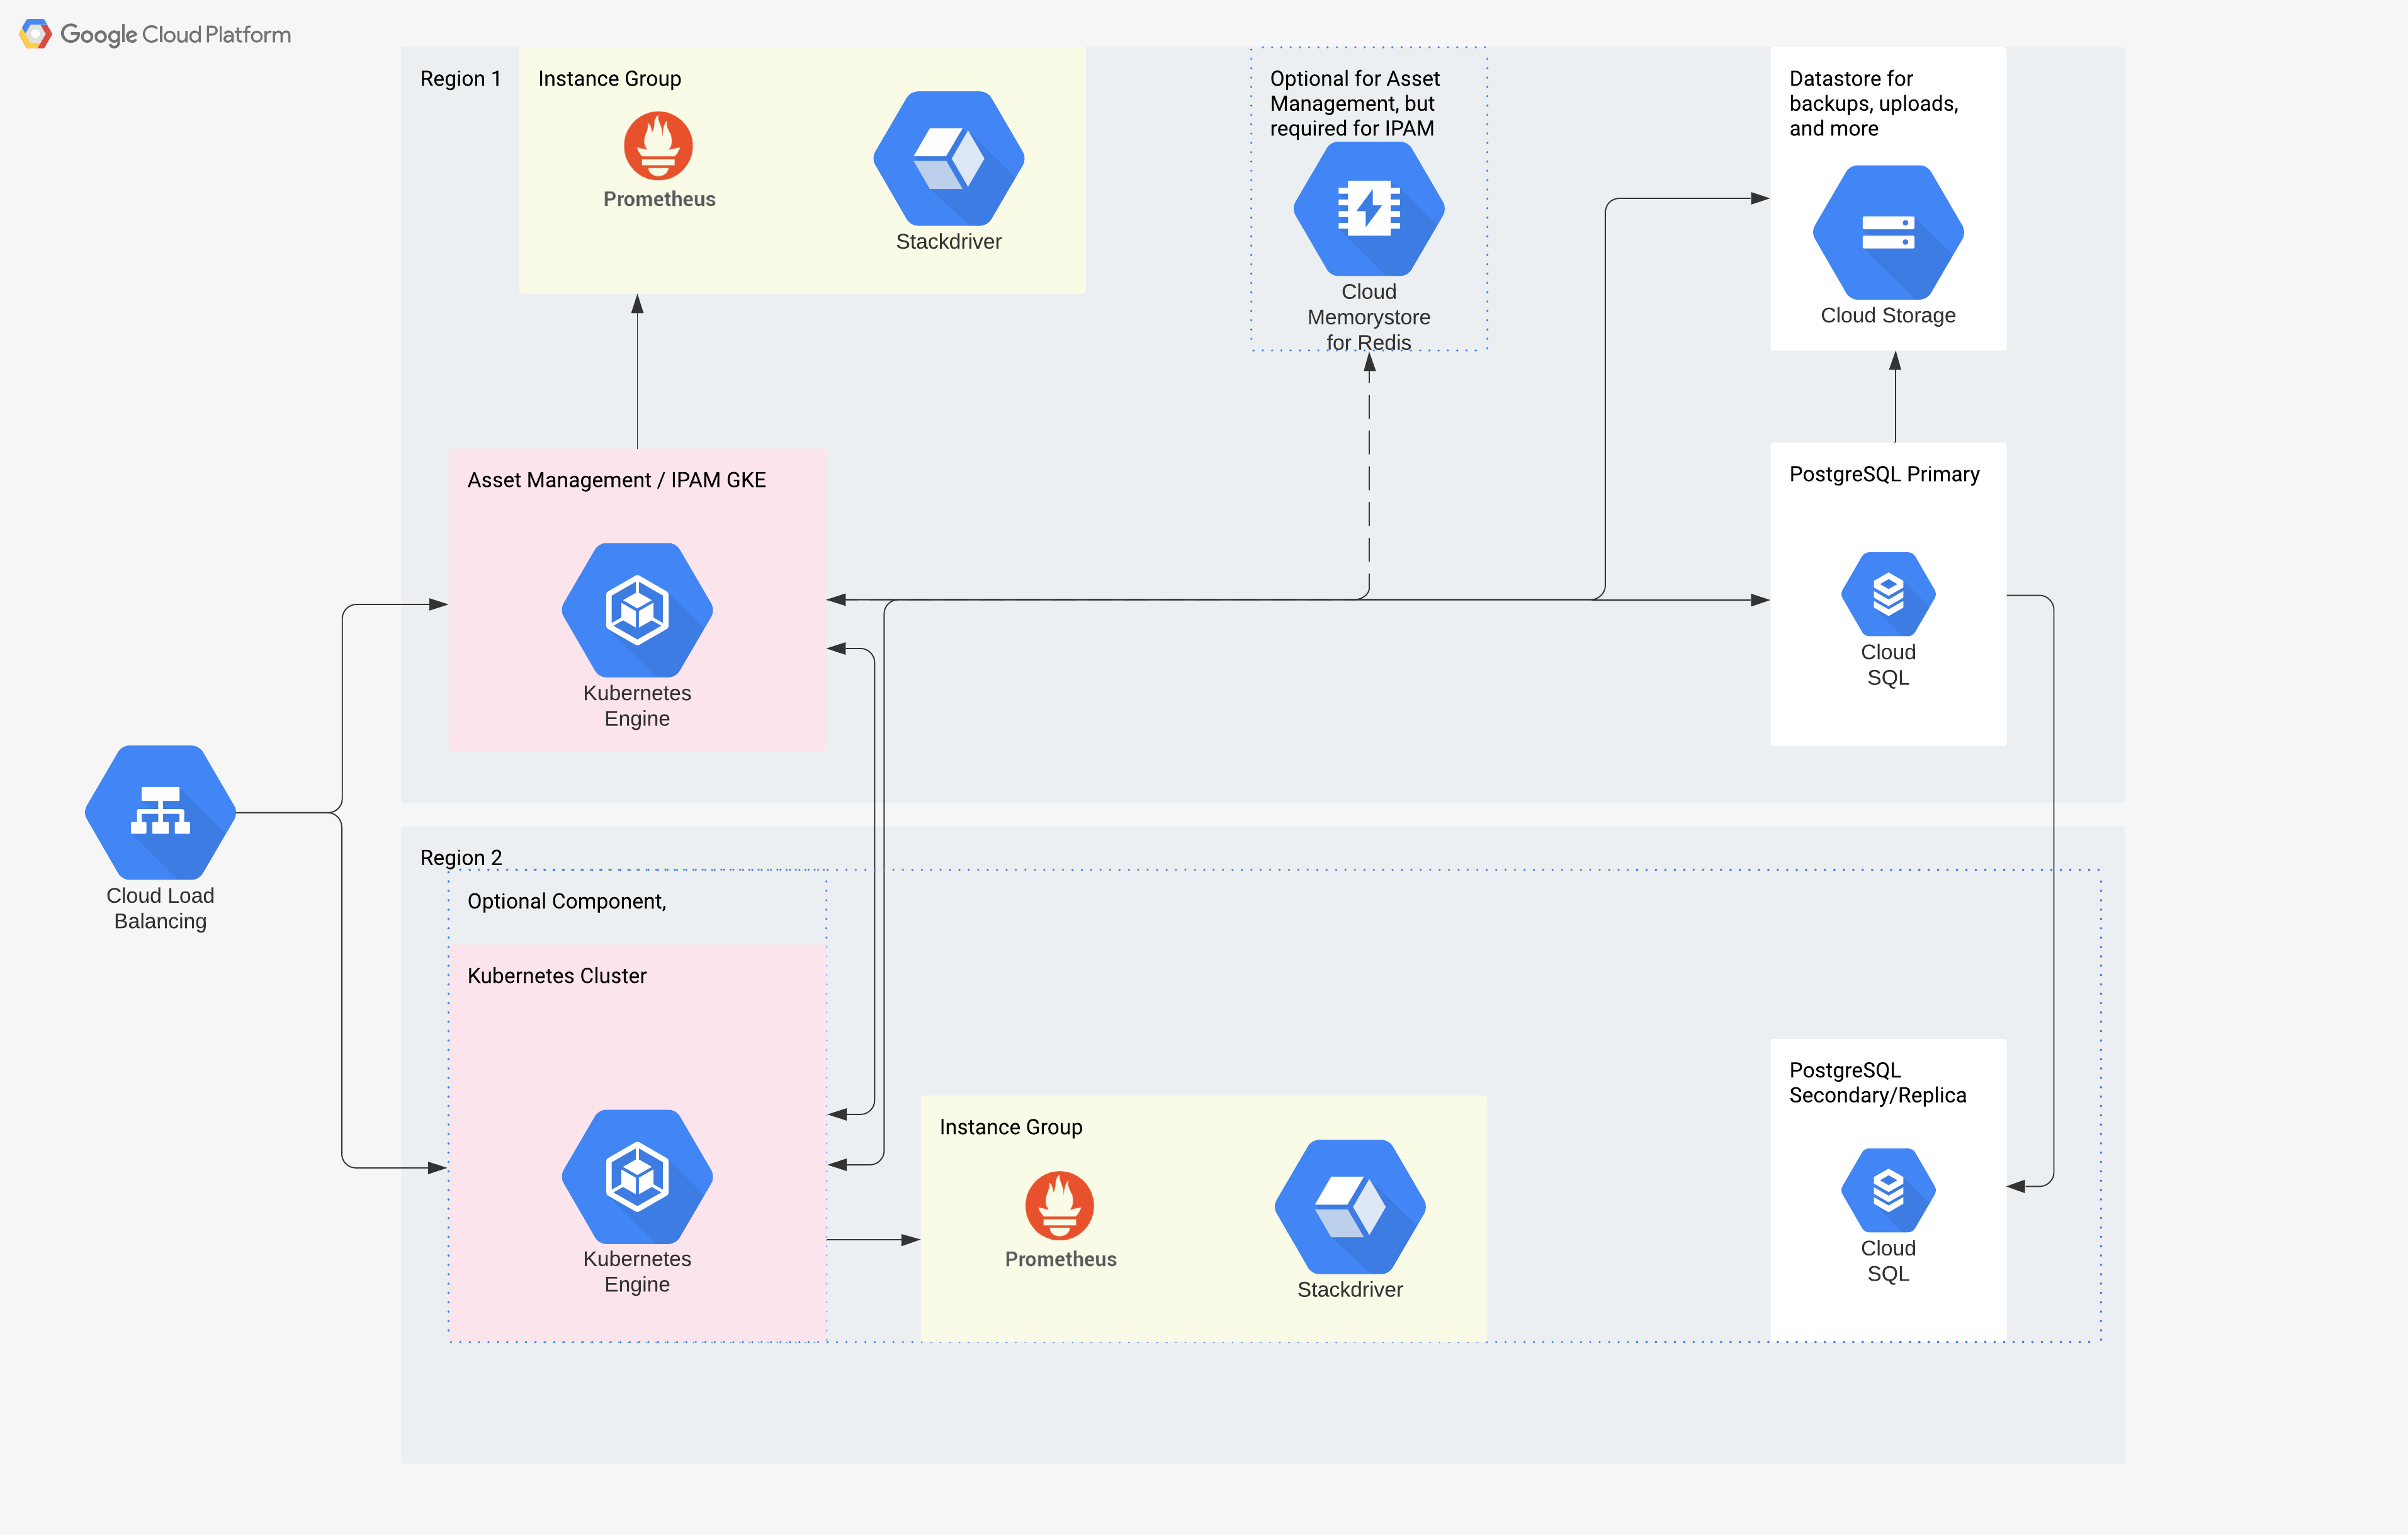 Google Cloud Platform
Region 1
Instance Group
Prometheus
Stackdriver
Optional for Asset
Management, but
required for IPAM
Cloud
Memorystore
for Redis
Datastore for
backups, uploads,
and more
Cloud Storage
Asset Management / IPAM GKE
Kubernetes
Engine
PostgreSQL Primary
Cloud
SQL
Cloud Load
Balancing
Region 2
Optional Component,
Kubernetes Cluster
Kubernetes
Engine
Instance Group
Prometheus
Stackdriver
PostgreSQL
Secondary/Replica
Cloud
SQL